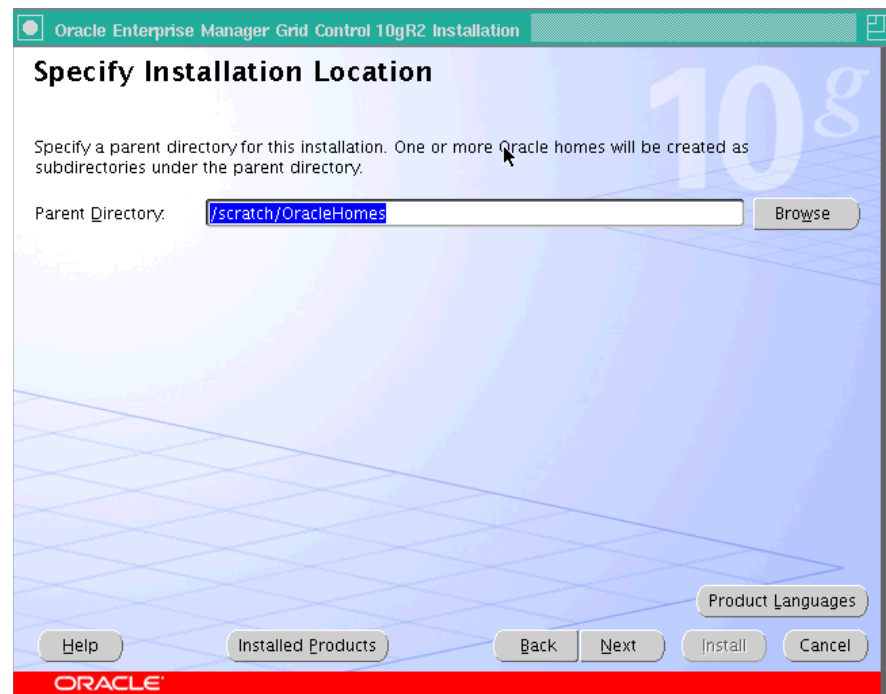 Oracle Enterprise Manager Grid Control 10gR2 Installation
Specify Installation Location
10g
Specify a parent directory for this installation. One or more Oracle homes will be created as
subdirectories under the parent directory.
Parent Directory: /scratch/OracleHomes Browse
Product Languages
Help Installed Products Back Next Install Cancel
ORACLE